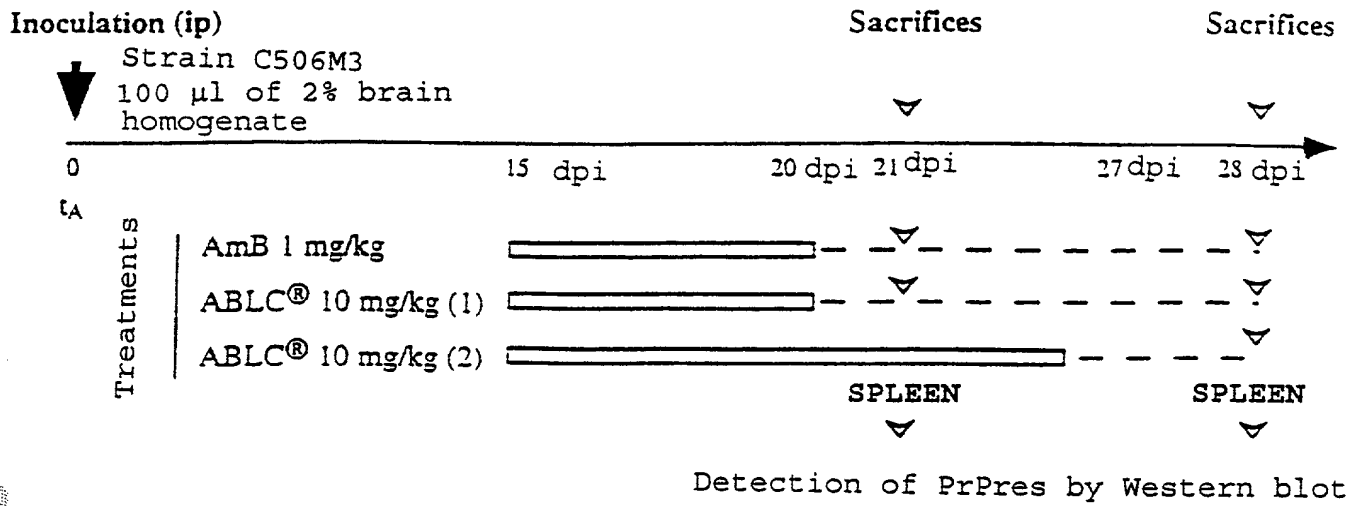 Inoculation (ip) Sacrifices Sacrifices
Strain C506M3
100 µl of 2% brain
homogenate
0 15 dpi 20 dpi 21 dpi 27 dpi 28 dpi
tA
Treatments
AmB 1 mg/kg
ABLC® 10 mg/kg (1)
ABLC® 10 mg/kg (2)
SPLEEN SPLEEN
Detection of PrPres by Western blot